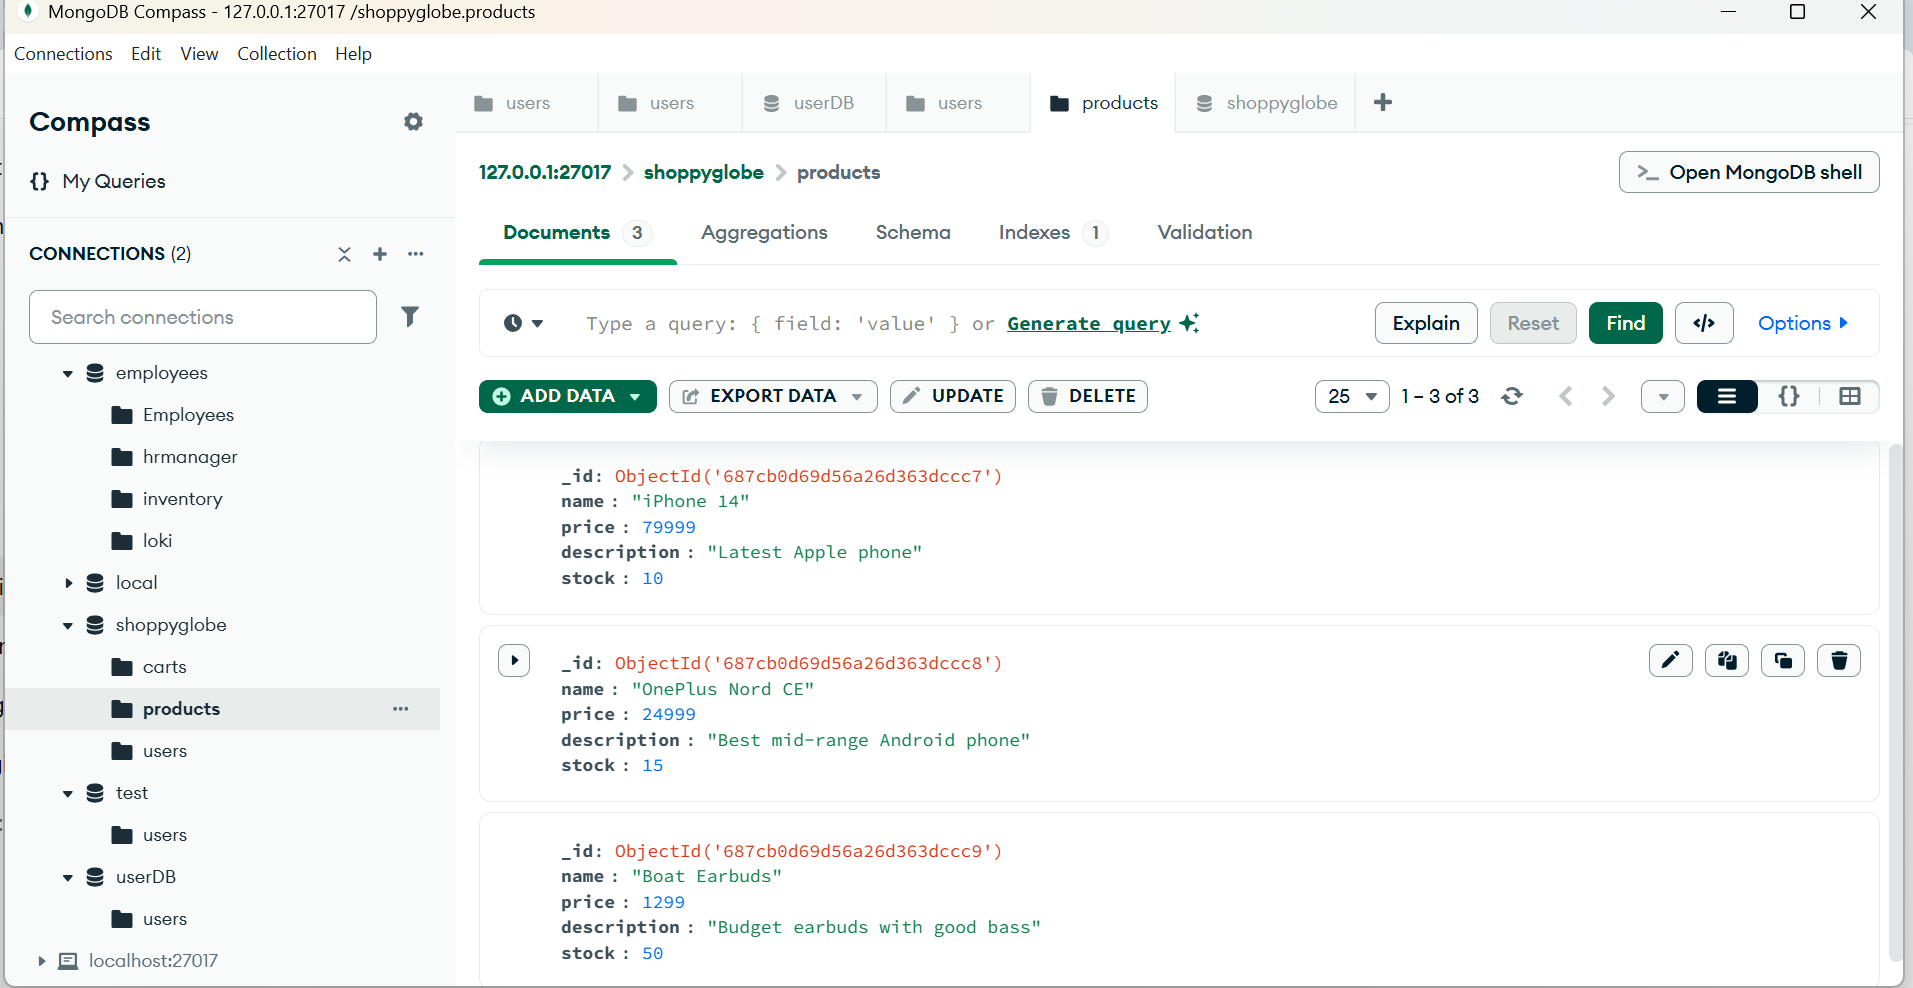 MongoDB Compass - 127.0.0.1:27017 /shoppyglobe.products
Connections Edit View Collection Help
Compass
{} My Queries
CONNECTIONS (2)
Search connections
employees
Employees
hrmanager
inventory
loki
local
shoppyglobe
carts
products
users
test
users
userDB
users
localhost:27017
users users userDB users products shoppyglobe
127.0.0.1:27017 > shoppyglobe > products
>_ Open MongoDB shell
Documents 3 Aggregations Schema Indexes 1 Validation
Type a query: { field: 'value' } or Generate query
Explain Reset Find </> Options
ADD DATA EXPORT DATA UPDATE DELETE
25 1 – 3 of 3 {}
_id: ObjectId('687cb0d69d56a26d363dccc7')
name : "iPhone 14"
price : 79999
description : "Latest Apple phone"
stock : 10
_id: ObjectId('687cb0d69d56a26d363dccc8')
name : "OnePlus Nord CE"
price : 24999
description : "Best mid-range Android phone"
stock : 15
_id: ObjectId('687cb0d69d56a26d363dccc9')
name : "Boat Earbuds"
price : 1299
description : "Budget earbuds with good bass"
stock : 50